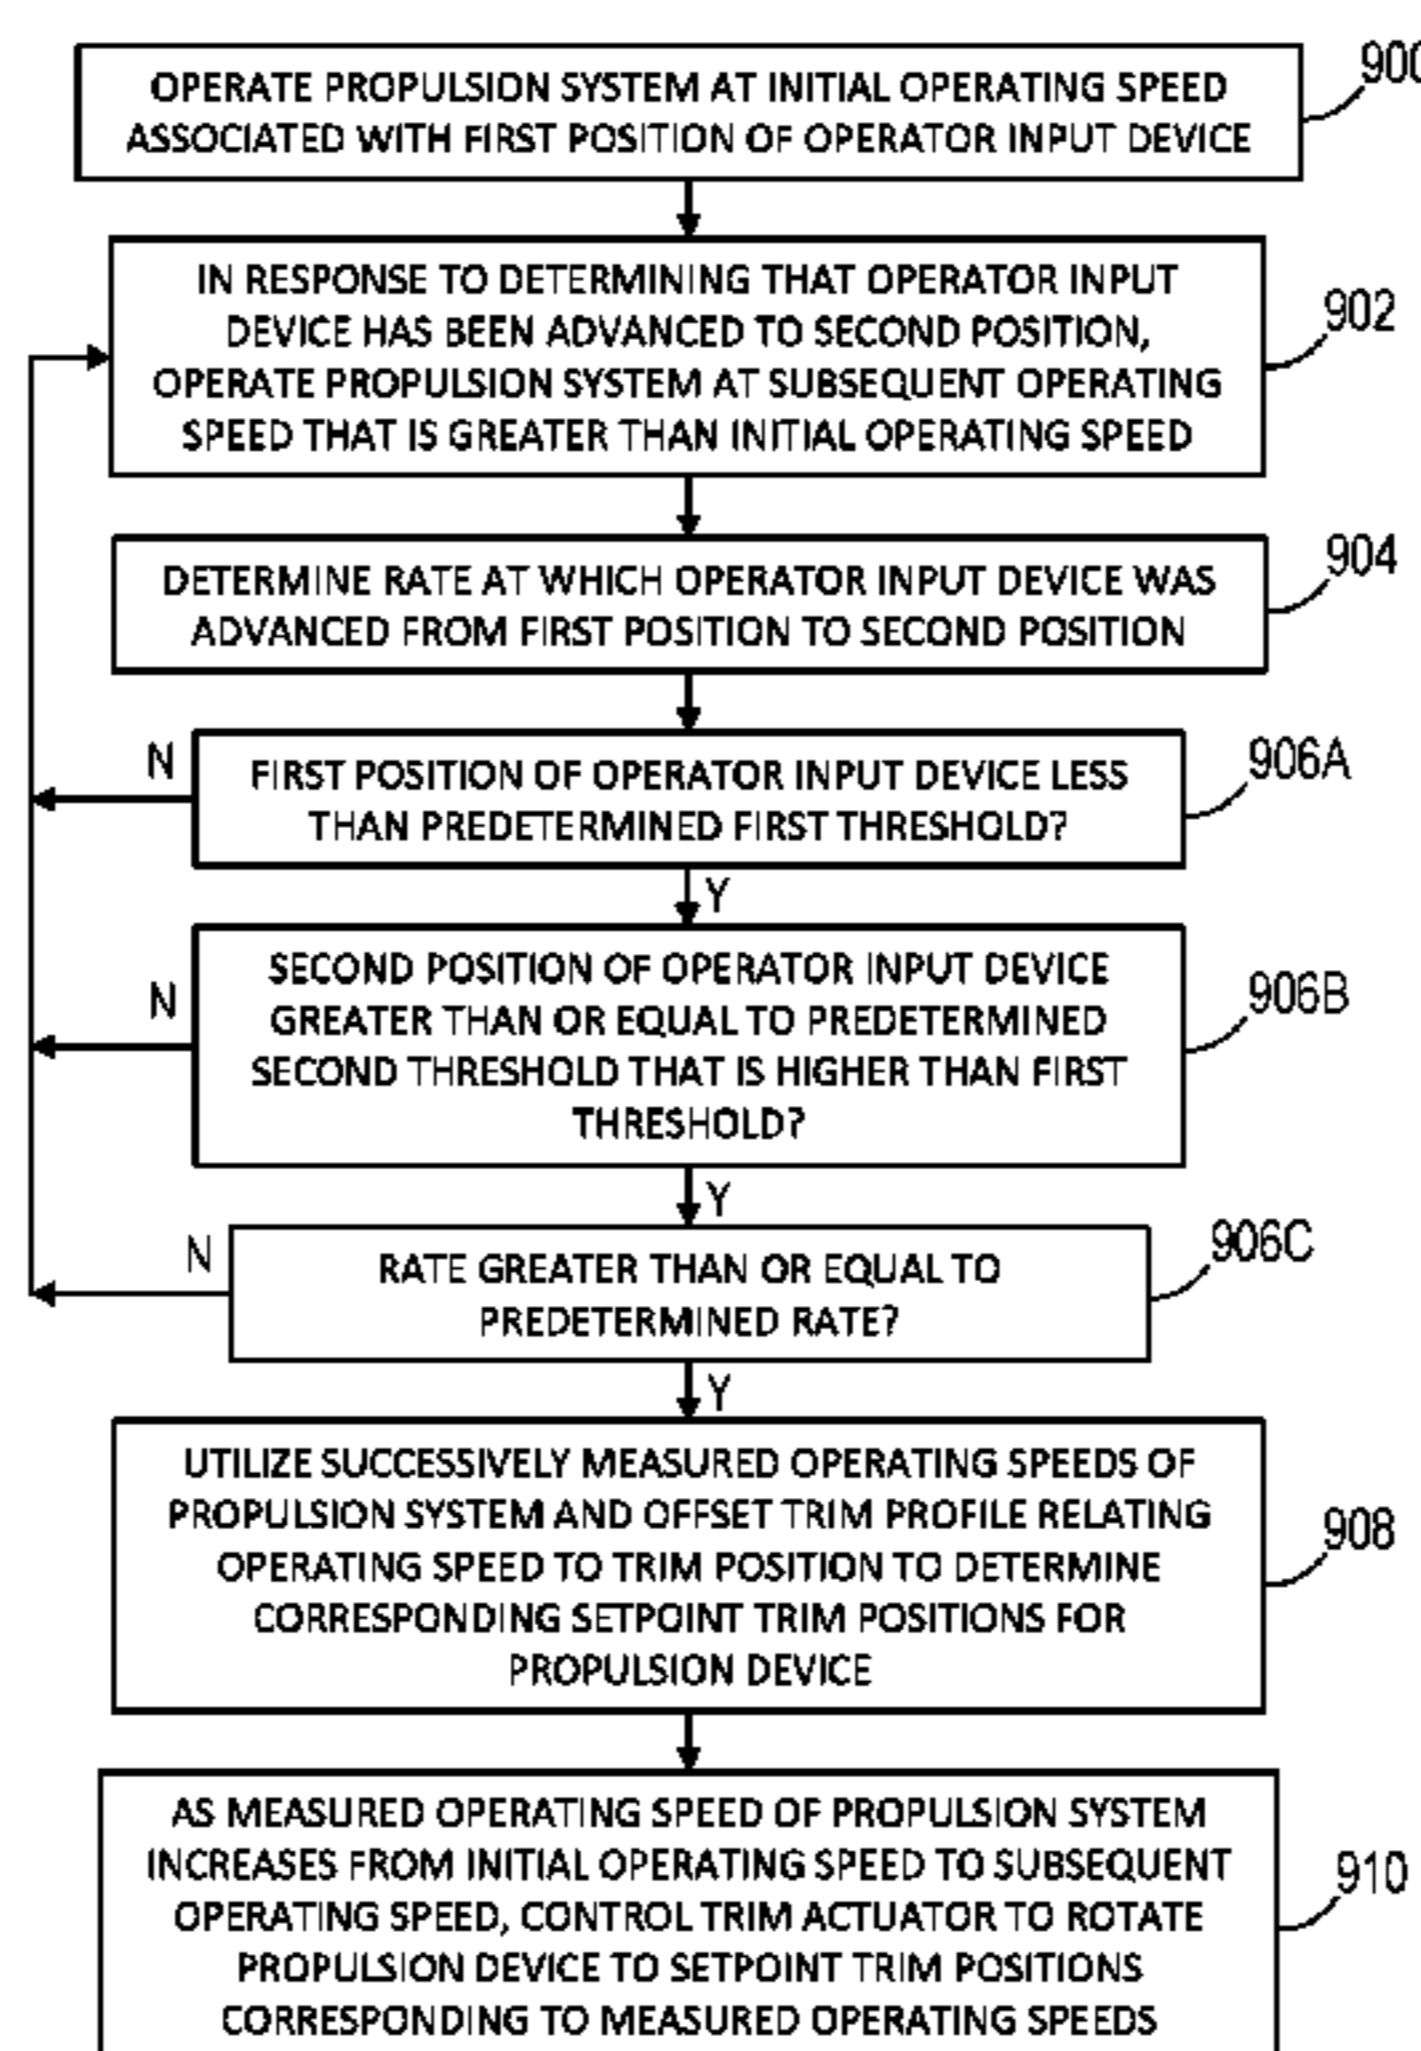 900
OPERATE PROPULSION SYSTEM AT INITIAL OPERATING SPEED
ASSOCIATED WITH FIRST POSITION OF OPERATOR INPUT DEVICE
IN RESPONSE TO DETERMINING THAT OPERATOR INPUT
DEVICE HAS BEEN ADVANCED TO SECOND POSITION,
OPERATE PROPULSION SYSTEM AT SUBSEQUENT OPERATING
SPEED THAT IS GREATER THAN INITIAL OPERATING SPEED
902
DETERMINE RATE AT WHICH OPERATOR INPUT DEVICE WAS
ADVANCED FROM FIRST POSITION TO SECOND POSITION
904
N
FIRST POSITION OF OPERATOR INPUT DEVICE LESS
THAN PREDETERMINED FIRST THRESHOLD?
906A
Y
N
SECOND POSITION OF OPERATOR INPUT DEVICE
GREATER THAN OR EQUAL TO PREDETERMINED
SECOND THRESHOLD THAT IS HIGHER THAN FIRST
THRESHOLD?
906B
Y
N
RATE GREATER THAN OR EQUAL TO
PREDETERMINED RATE?
906C
Y
UTILIZE SUCCESSIVELY MEASURED OPERATING SPEEDS OF
PROPULSION SYSTEM AND OFFSET TRIM PROFILE RELATING
OPERATING SPEED TO TRIM POSITION TO DETERMINE
CORRESPONDING SETPOINT TRIM POSITIONS FOR
PROPULSION DEVICE
908
AS MEASURED OPERATING SPEED OF PROPULSION SYSTEM
INCREASES FROM INITIAL OPERATING SPEED TO SUBSEQUENT
OPERATING SPEED, CONTROL TRIM ACTUATOR TO ROTATE
PROPULSION DEVICE TO SETPOINT TRIM POSITIONS
CORRESPONDING TO MEASURED OPERATING SPEEDS
910